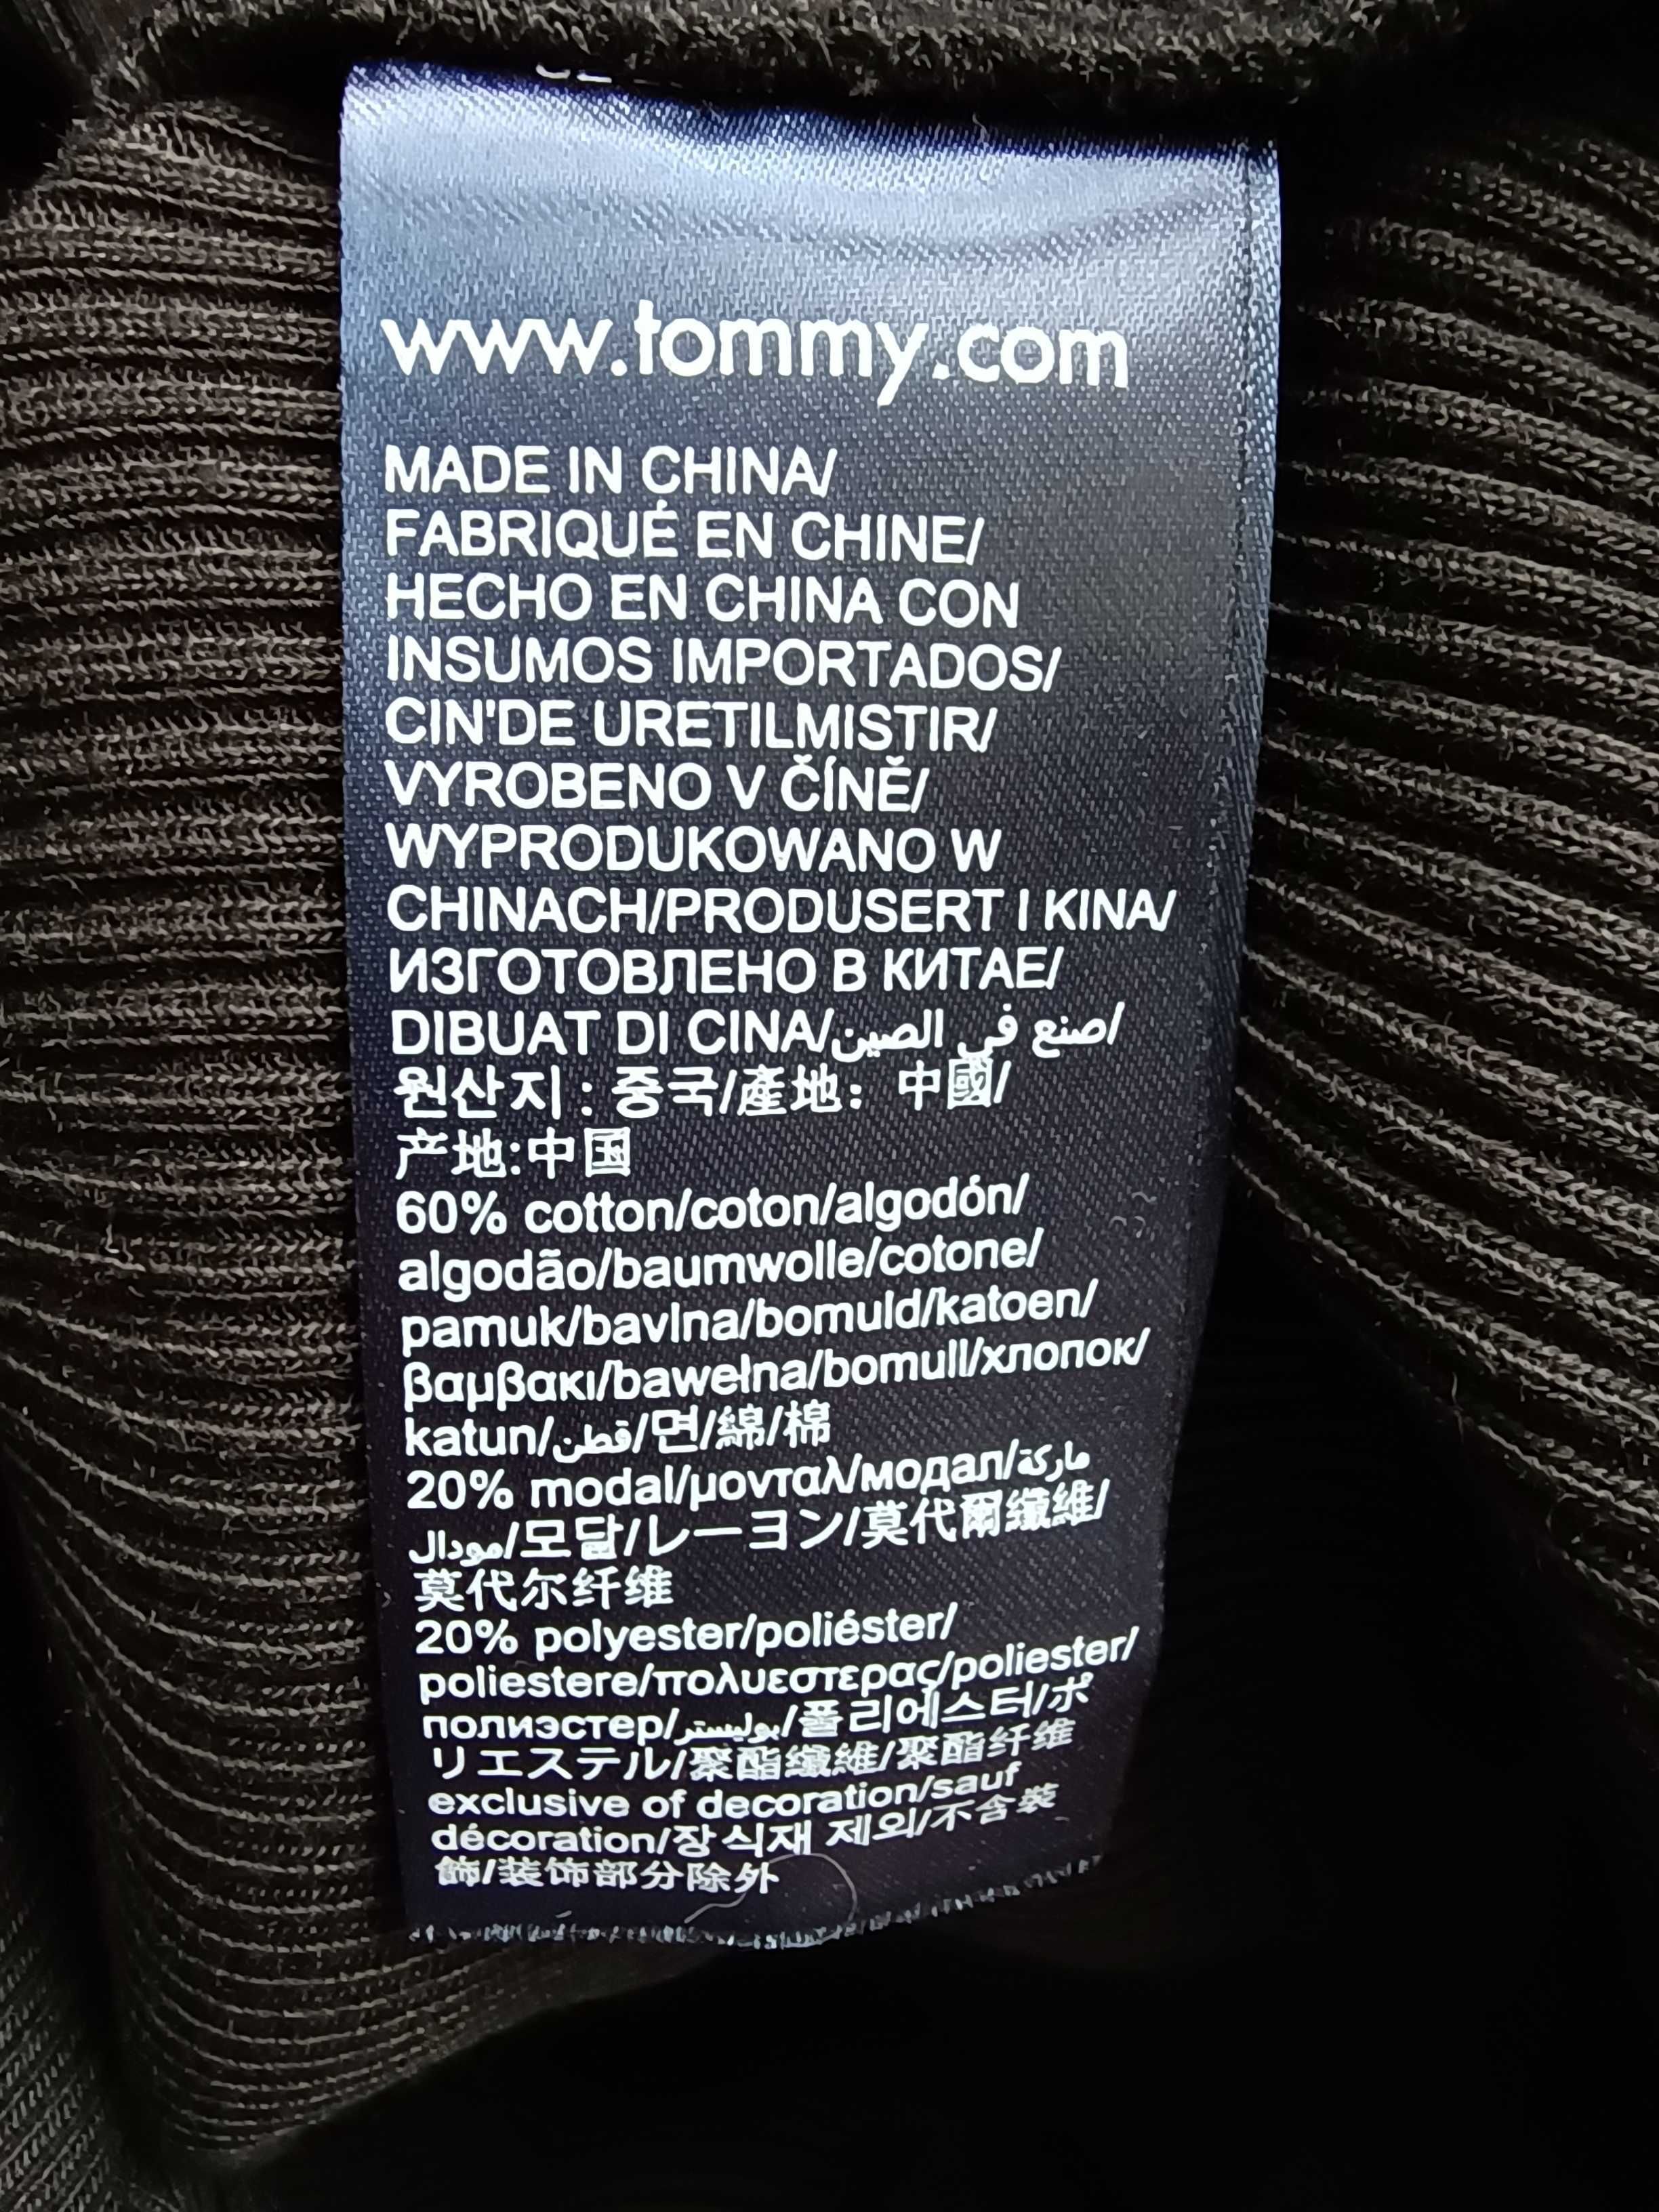 www.tommy.com
MADE IN CHINA/
FABRIQUÉ EN CHINE/
HECHO EN CHINA CON
INSUMOS IMPORTADOS/
CIN'DE URETILMISTIR/
VYROBENO V ČÍNĚ/
WYPRODUKOWANO W
CHINACH/PRODUSERT I KINA/
ИЗГОТОВЛЕНО В КИТАЕ/
DIBUAT DI CINA/صنع في الصين/
원산지 : 중국/產地: 中國/
产地:中国
60% cotton/coton/algodón/
algodão/baumwolle/cotone/
pamuk/bavlna/bomuld/katoen/
βαμβακι/bawełna/bomull/хлопок/
katun/قطن/면/綿/棉
20% modal/μονταλ/модал/ماركة
مودال/모달/レーヨン/莫代爾纖維/
莫代尔纤维
20% polyester/poliéster/
poliestere/πολυεστερας/poliester/
полиэстер/بوليستر/폴리에스터/ポ
リエステル/聚酯纖維/聚酯纤维
exclusive of decoration/sauf
décoration/장식재 제외/不含裝
飾/装饰部分除外